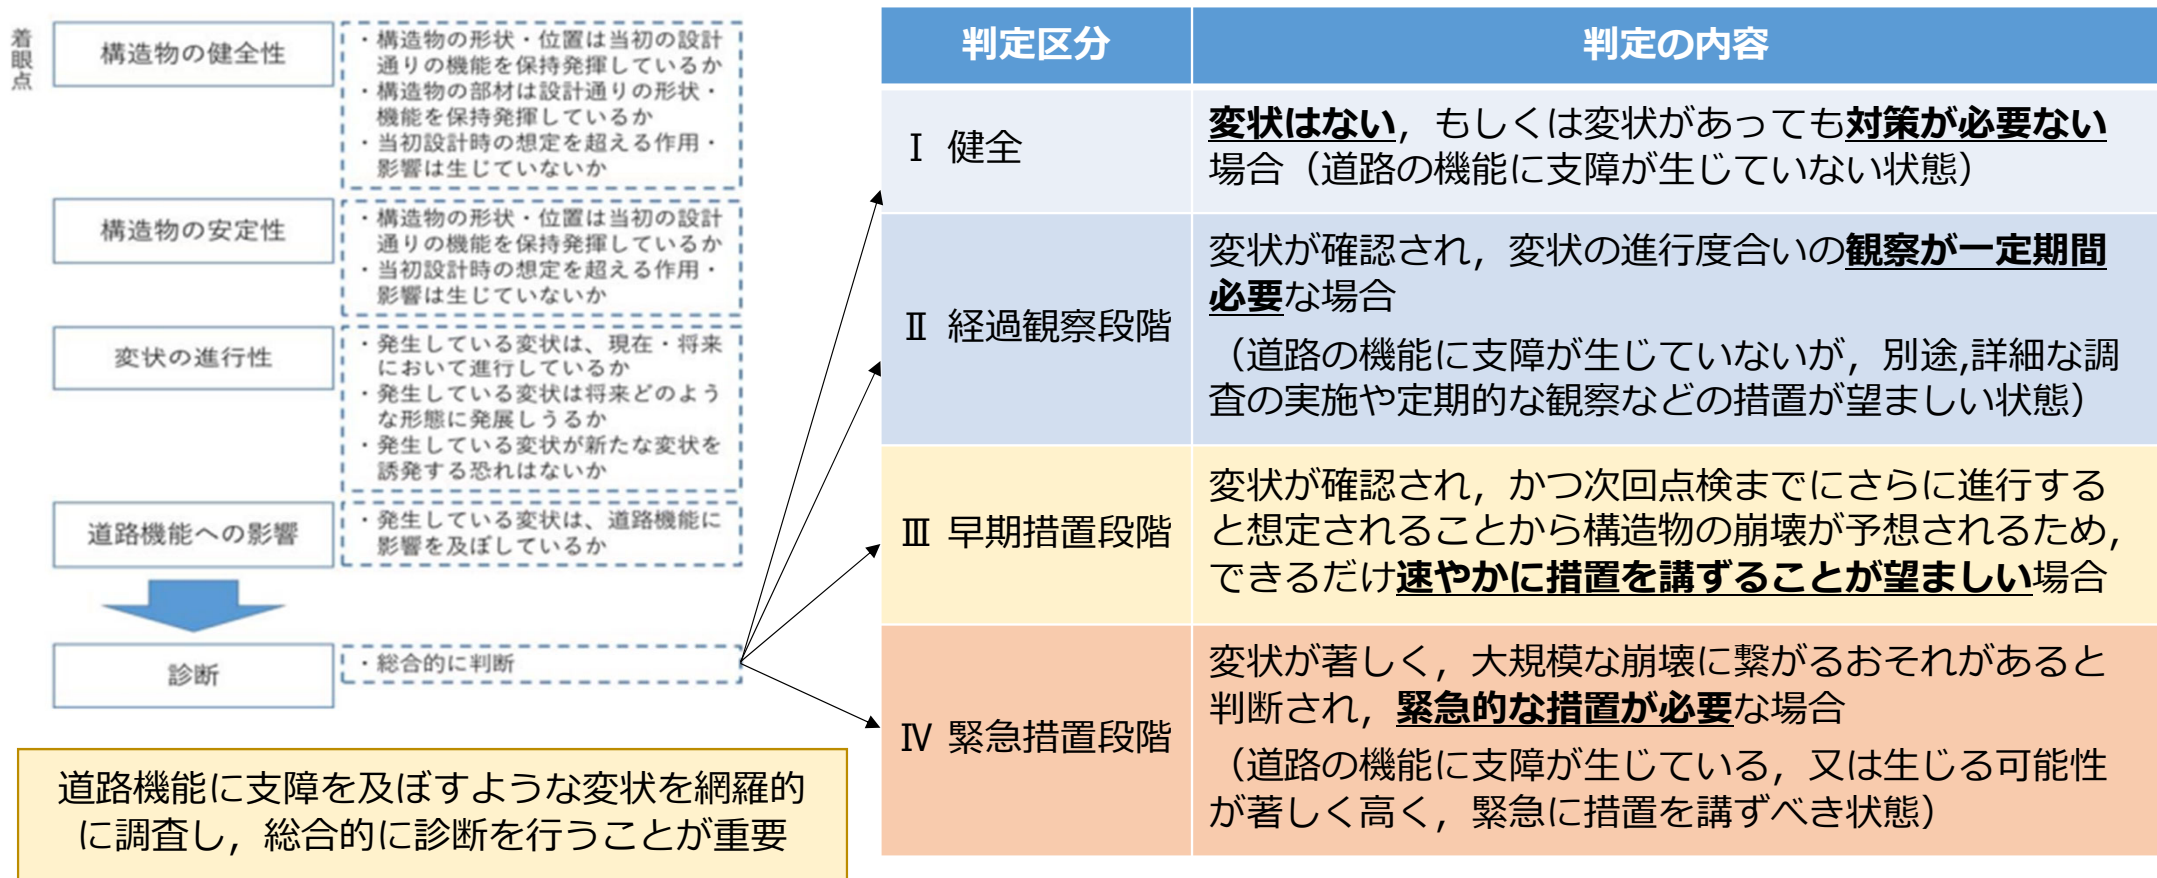 着眼点
構造物の健全性
・構造物の形状・位置は当初の設計
通りの機能を保持発揮しているか
・構造物の部材は設計通りの形状・
機能を保持発揮しているか
・当初設計時の想定を超える作用・
影響は生じていないか
構造物の安定性
・構造物の形状・位置は当初の設計
通りの機能を保持発揮しているか
・当初設計時の想定を超える作用・
影響は生じていないか
変状の進行性
・発生している変状は、現在・将来
において進行しているか
・発生している変状は将来どのよう
な形態に発展しうるか
・発生している変状が新たな変状を
誘発する恐れはないか
道路機能への影響
・発生している変状は、道路機能に
影響を及ぼしているか
診断
・総合的に判断
道路機能に支障を及ぼすような変状を網羅的
に調査し，総合的に診断を行うことが重要
判定区分
判定の内容
Ⅰ 健全
変状はない，もしくは変状があっても対策が必要ない
場合（道路の機能に支障が生じていない状態）
Ⅱ 経過観察段階
変状が確認され，変状の進行度合いの観察が一定期間
必要な場合
（道路の機能に支障が生じていないが，別途,詳細な調
査の実施や定期的な観察などの措置が望ましい状態）
Ⅲ 早期措置段階
変状が確認され，かつ次回点検までにさらに進行する
と想定されることから構造物の崩壊が予想されるため，
できるだけ速やかに措置を講ずることが望ましい場合
Ⅳ 緊急措置段階
変状が著しく，大規模な崩壊に繋がるおそれがあると
判断され，緊急的な措置が必要な場合
（道路の機能に支障が生じている，又は生じる可能性
が著しく高く，緊急に措置を講ずべき状態）